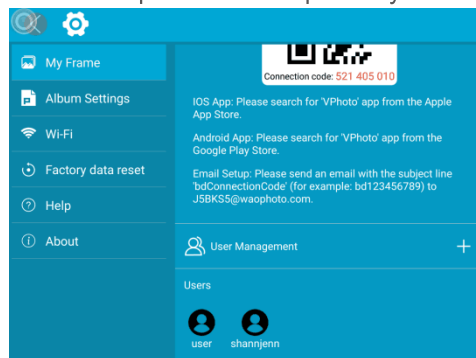 My Frame
Album Settings
Wi-Fi
Factory data reset
Help
About
Connection code: 521 405 010
IOS App: Please search for 'VPhoto' app from the Apple
App Store.
Android App: Please search for 'VPhoto' app from the
Google Play Store.
Email Setup: Please send an email with the subject line
'bdConnectionCode' (for example: bd123456789) to
J5BKS5@waophoto.com.
User Management
Users
user
shannjenn